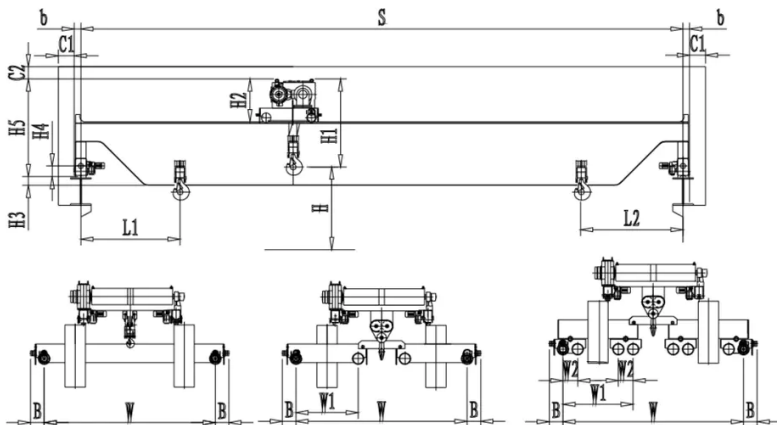 b S b
C1 C1
C2
H5 H4 H2 H1
H3 H
L1 L2
W2 W2
W1 W1
B W B B W B B W B